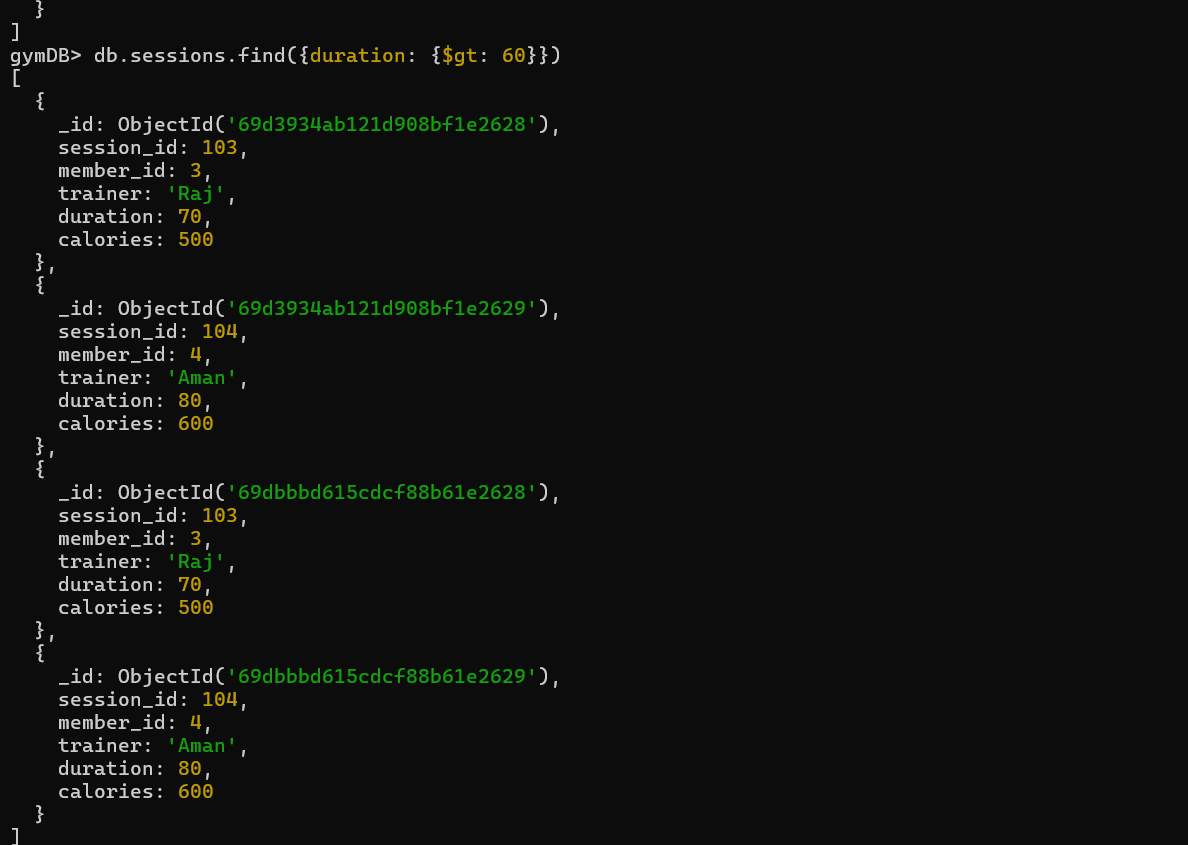 }
]
gymDB> db.sessions.find({duration: {$gt: 60}})
[
  {
    _id: ObjectId('69d3934ab121d908bf1e2628'),
    session_id: 103,
    member_id: 3,
    trainer: 'Raj',
    duration: 70,
    calories: 500
  },
  {
    _id: ObjectId('69d3934ab121d908bf1e2629'),
    session_id: 104,
    member_id: 4,
    trainer: 'Aman',
    duration: 80,
    calories: 600
  },
  {
    _id: ObjectId('69dbbbd615cdcf88b61e2628'),
    session_id: 103,
    member_id: 3,
    trainer: 'Raj',
    duration: 70,
    calories: 500
  },
  {
    _id: ObjectId('69dbbbd615cdcf88b61e2629'),
    session_id: 104,
    member_id: 4,
    trainer: 'Aman',
    duration: 80,
    calories: 600
  }
]